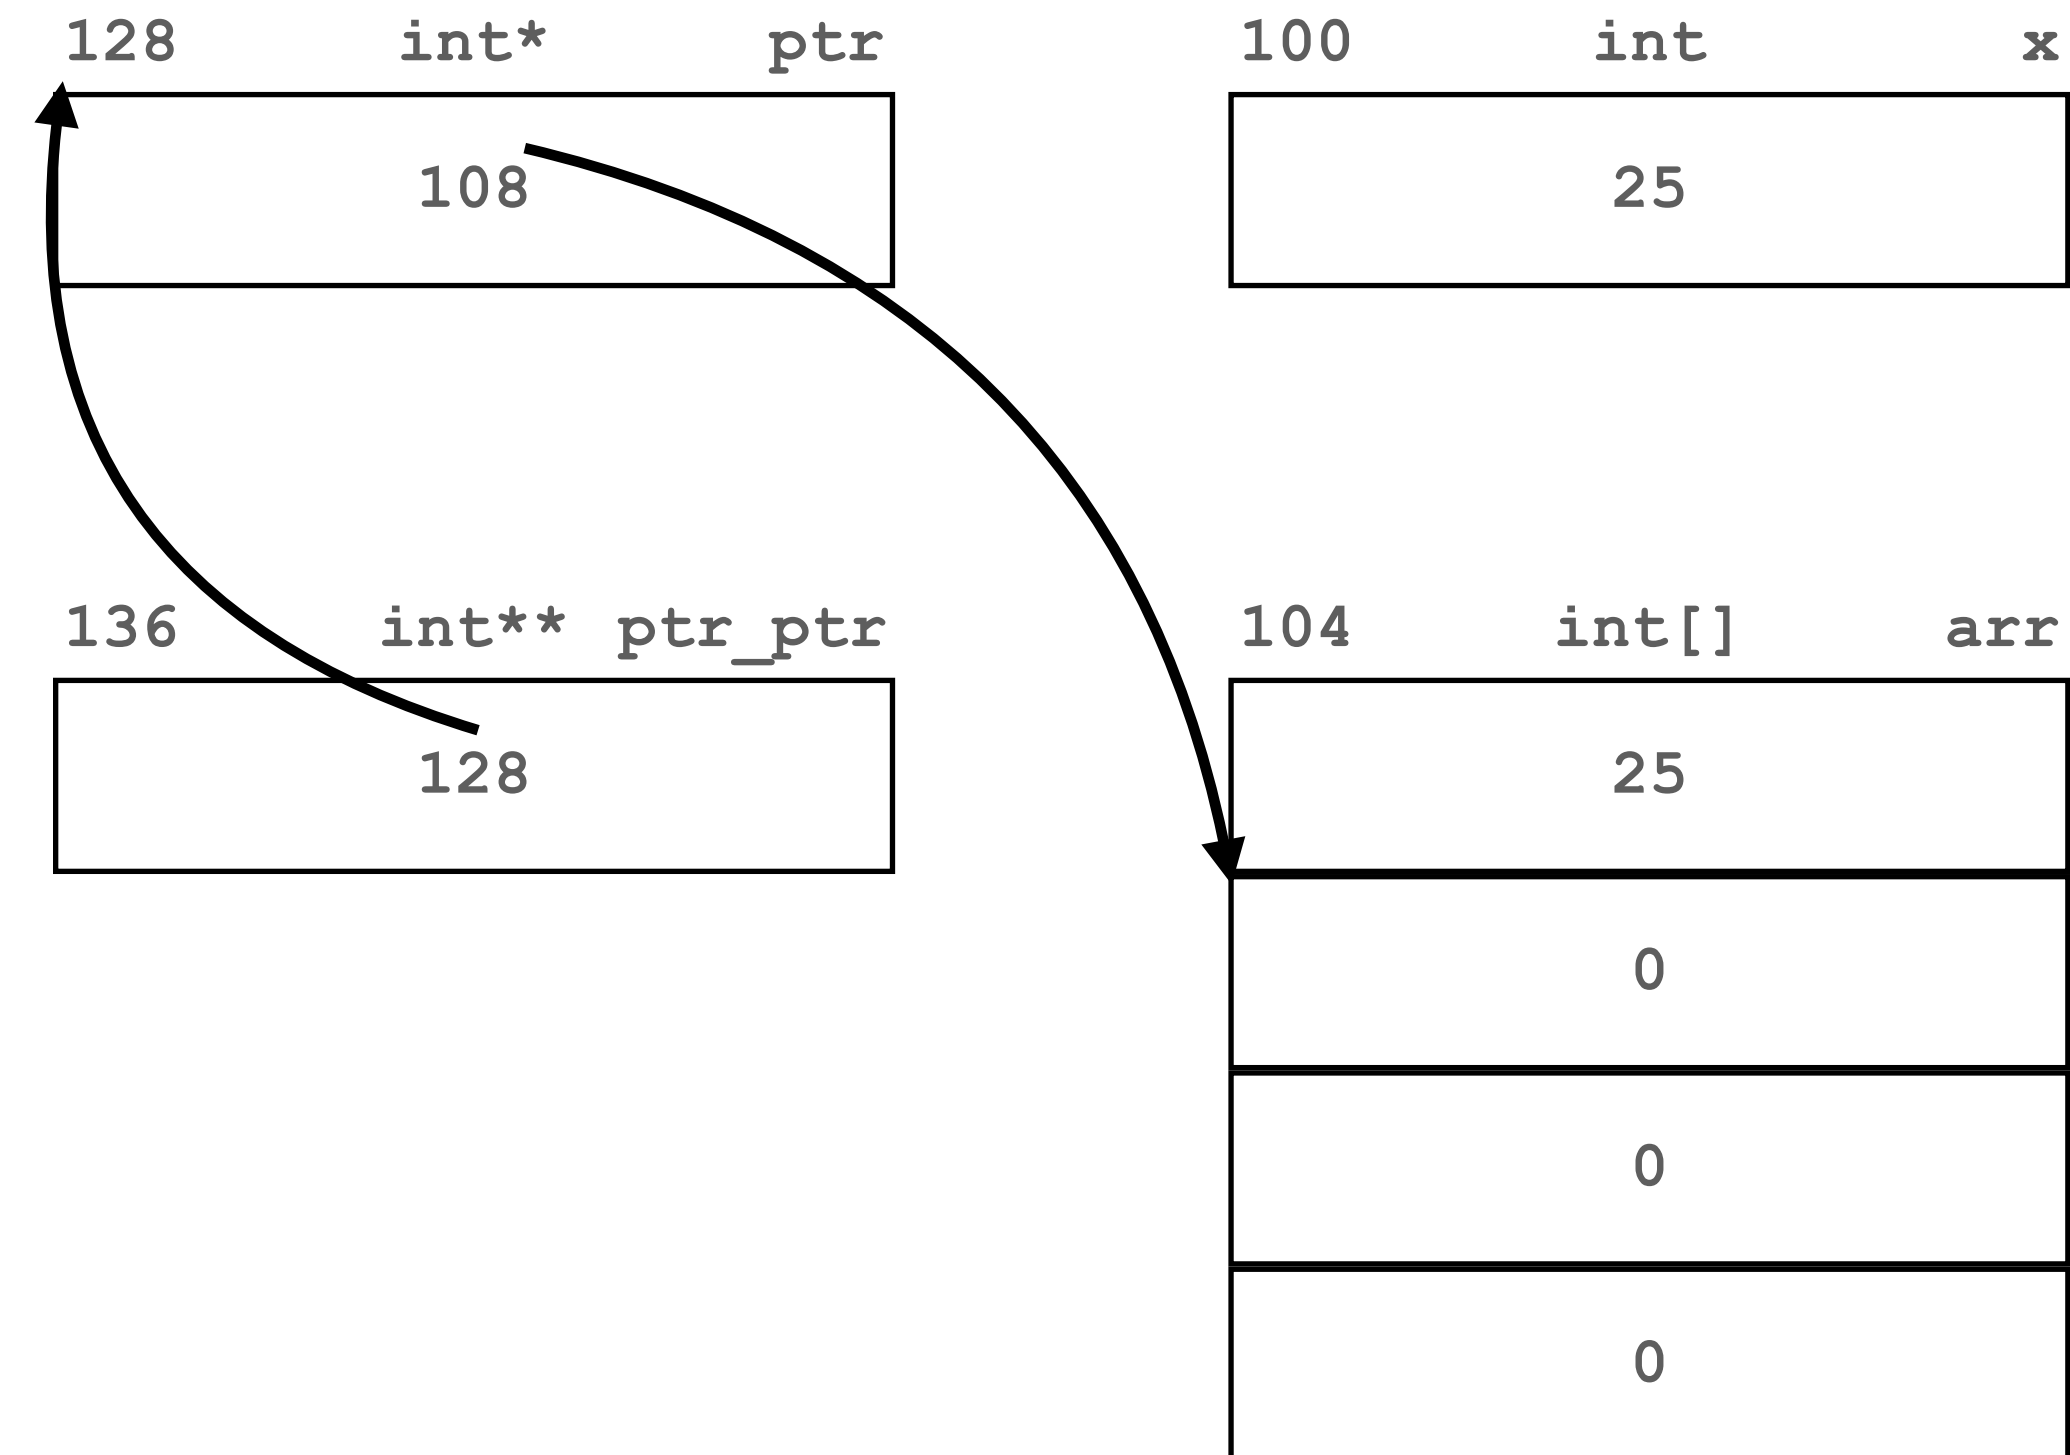 128 int* ptr
108
100 int x
25
136 int** ptr_ptr
128
104 int[] arr
25
0
0
0